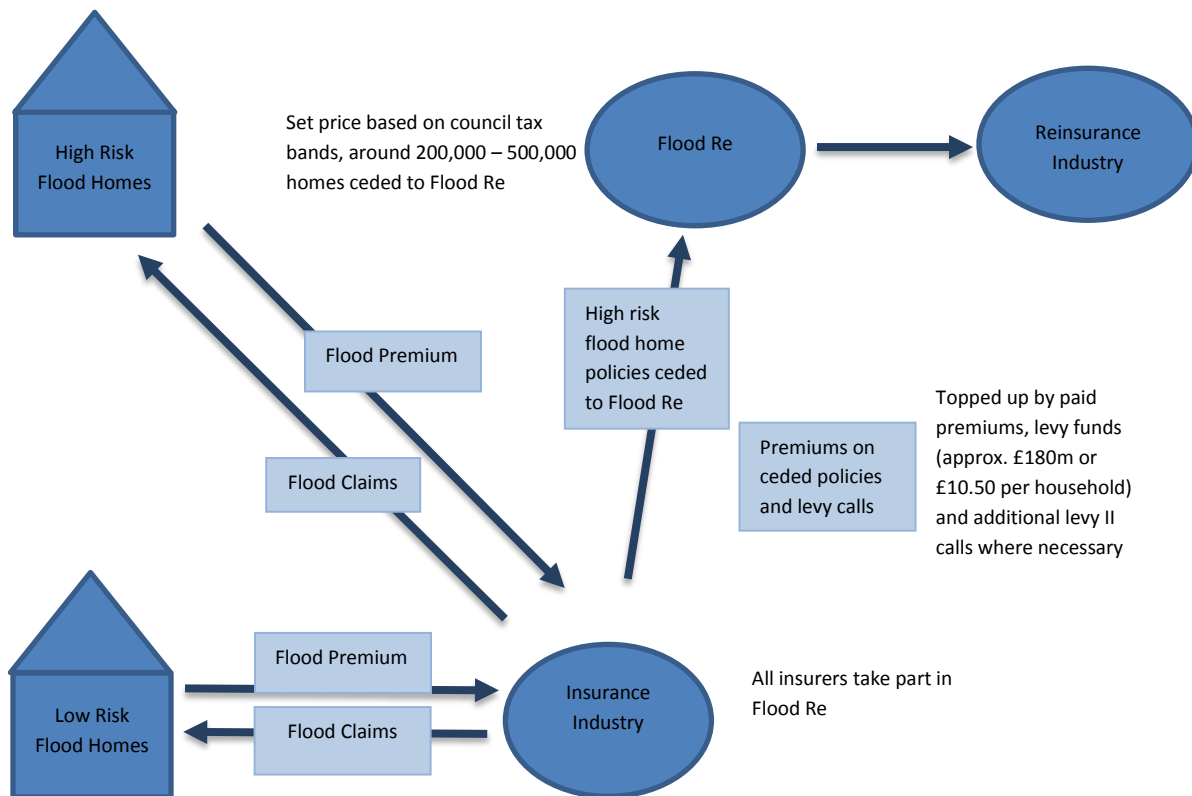 High Risk
Flood Homes
Set price based on council tax
bands, around 200,000 – 500,000
homes ceded to Flood Re
Flood Re
Reinsurance
Industry
Flood Premium
High risk
flood home
policies ceded
to Flood Re
Flood Claims
Premiums on
ceded policies
and levy calls
Topped up by paid
premiums, levy funds
(approx. £180m or
£10.50 per household)
and additional levy II
calls where necessary
Low Risk
Flood Homes
Flood Premium
Flood Claims
Insurance
Industry
All insurers take part in
Flood Re